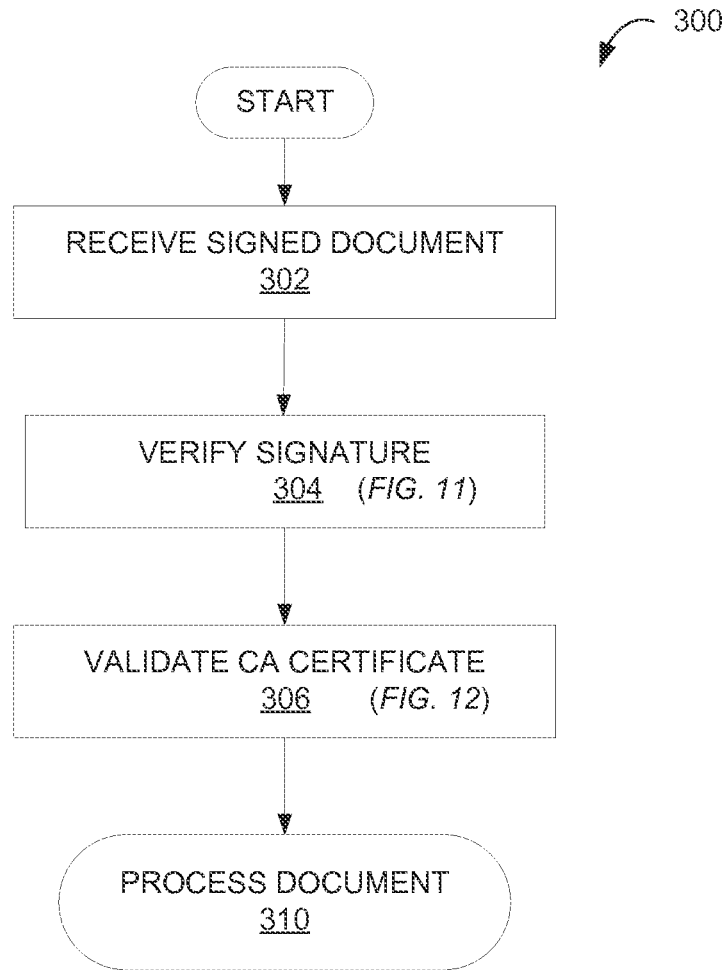 300
START
RECEIVE SIGNED DOCUMENT
302
VERIFY SIGNATURE
304 (FIG. 11)
VALIDATE CA CERTIFICATE
306 (FIG. 12)
PROCESS DOCUMENT
310